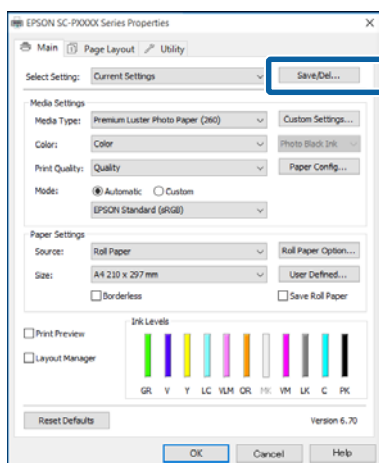 EPSON SC-PXXXX Series Properties
Main Page Layout Utility
Select Setting: Current Settings Save/Del...
Media Settings
Media Type: Premium Luster Photo Paper (260) Custom Settings...
Color: Color Photo Black Ink
Print Quality: Quality Paper Config...
Mode: Automatic Custom
EPSON Standard (sRGB)
Paper Settings
Source: Roll Paper Roll Paper Option...
Size: A4 210 x 297 mm User Defined...
Borderless Save Roll Paper
Print Preview
Layout Manager
Ink Levels
GR V Y LC VLM OR MK VM LK C PK
Reset Defaults Version 6.70
OK Cancel Help